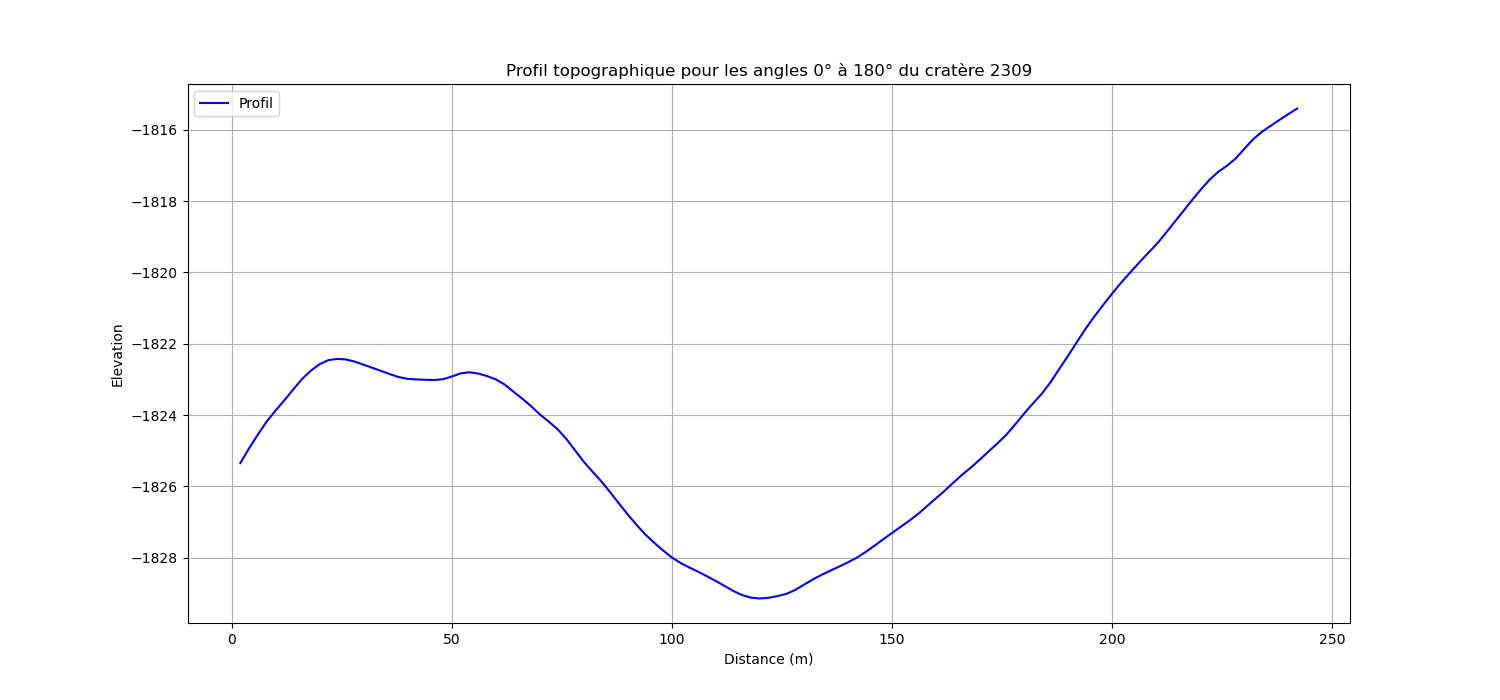 Profil topographique pour les angles 0° à 180° du cratère 2309
Profil
−1816
−1818
−1820
−1822
−1824
−1826
−1828
Elevation
0 50 100 150 200 250
Distance (m)